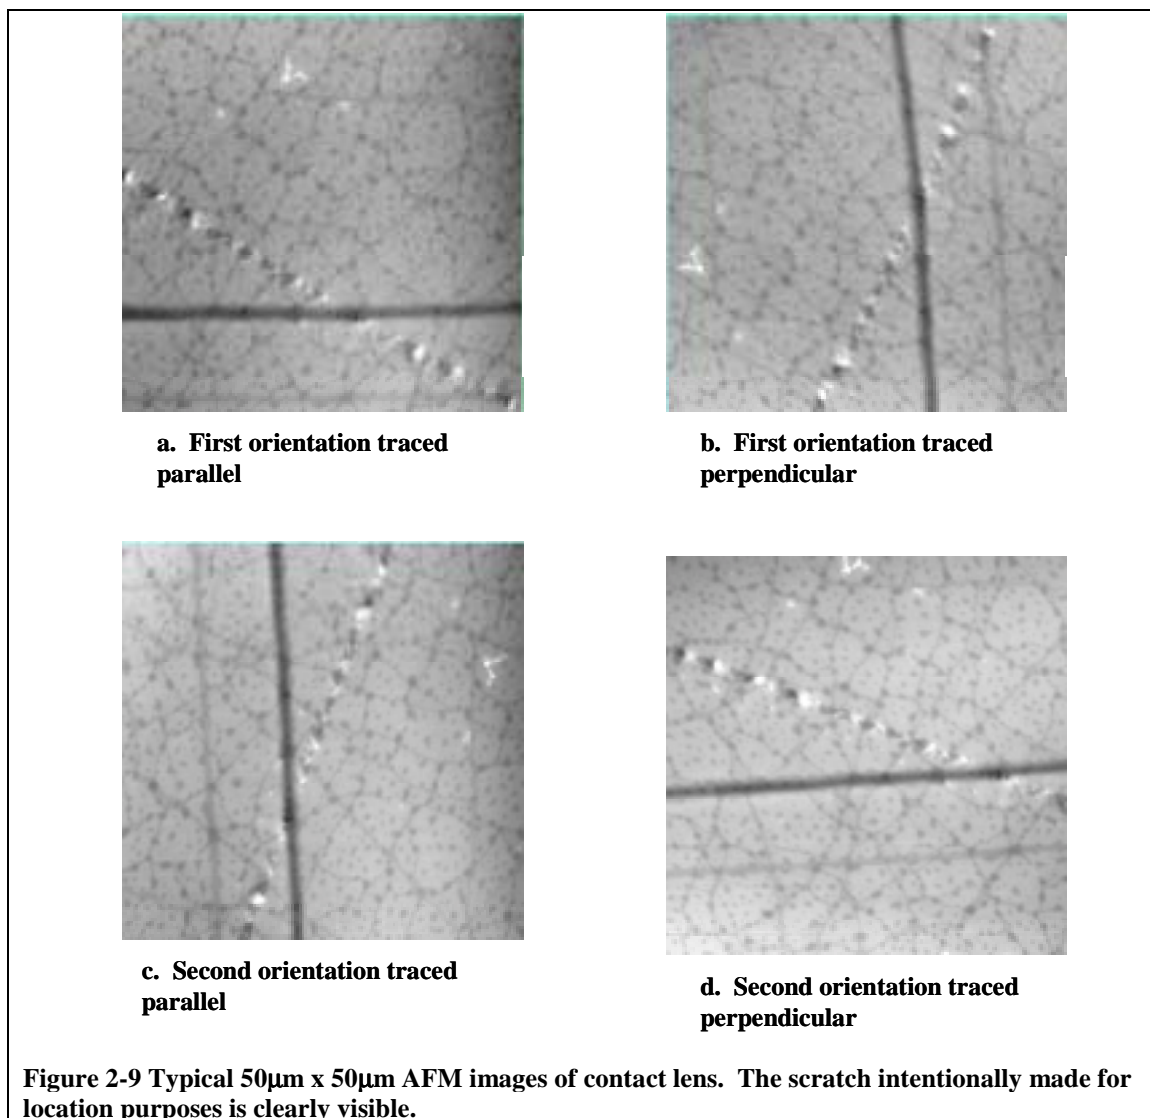 a. First orientation traced
parallel
b. First orientation traced
perpendicular
c. Second orientation traced
parallel
d. Second orientation traced
perpendicular
Figure 2-9 Typical 50μm x 50μm AFM images of contact lens. The scratch intentionally made for
location purposes is clearly visible.